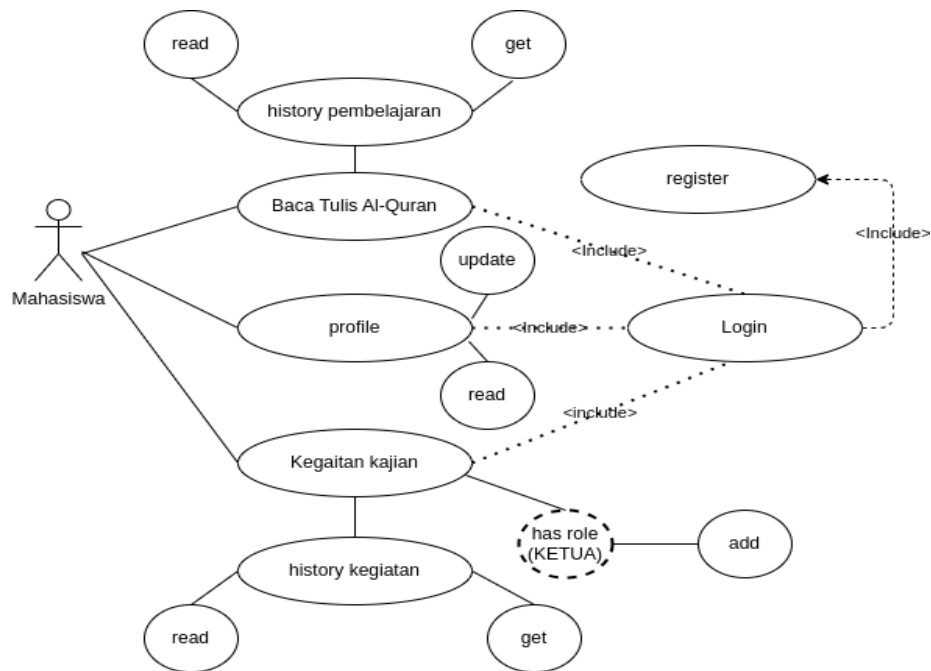 read
get
history pembelajaran
register
Baca Tulis Al-Quran
<Include>
<Include>
update
Mahasiswa
profile
<Include>
Login
read
<include>
Kegaitan kajian
has role
(KETUA)
add
history kegiatan
read
get